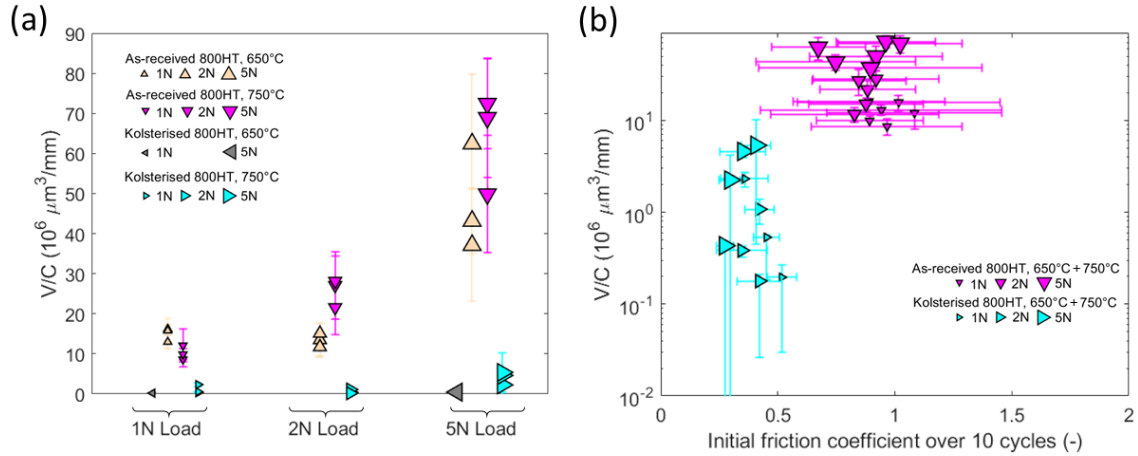 (a)
90
80
70
60
50
40
30
20
10
0
V/C (10⁶ μm³/mm)
As-received 800HT, 650°C
1N 2N 5N
As-received 800HT, 750°C
1N 2N 5N
Kolsterised 800HT, 650°C
1N 5N
Kolsterised 800HT, 750°C
1N 2N 5N
1N Load 2N Load 5N Load
(b)
10¹
10⁰
10⁻¹
10⁻²
V/C (10⁶ μm³/mm)
As-received 800HT, 650°C + 750°C
1N 2N 5N
Kolsterised 800HT, 650°C + 750°C
1N 2N 5N
0 0.5 1 1.5 2
Initial friction coefficient over 10 cycles (-)